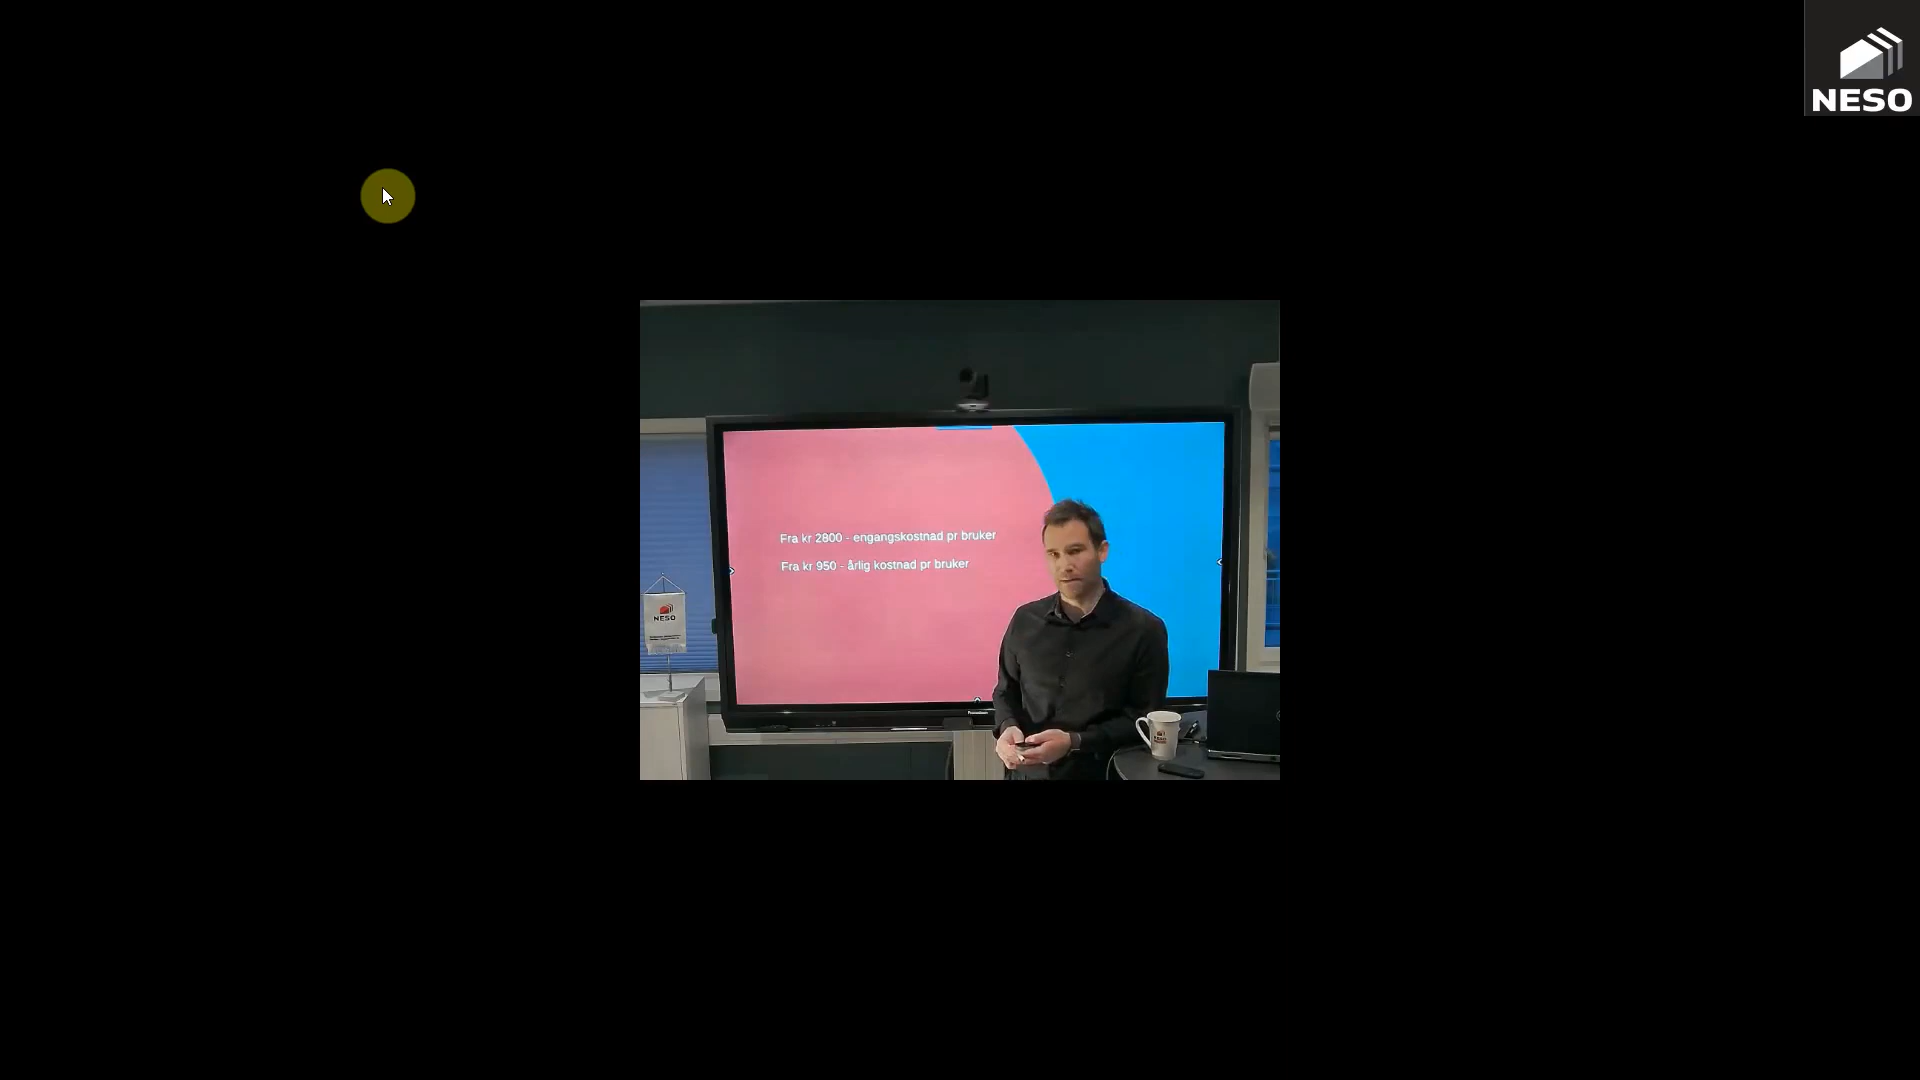 NESO
Fra kr 2800 - engangskostnad pr bruker
Fra kr 950 - årlig kostnad pr bruker
NESO